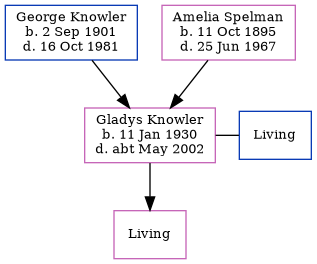 George Knowler
b. 2 Sep 1901
d. 16 Oct 1981
Amelia Spelman
b. 11 Oct 1895
d. 25 Jun 1967
Gladys Knowler
b. 11 Jan 1930
d. abt May 2002
Living
Living